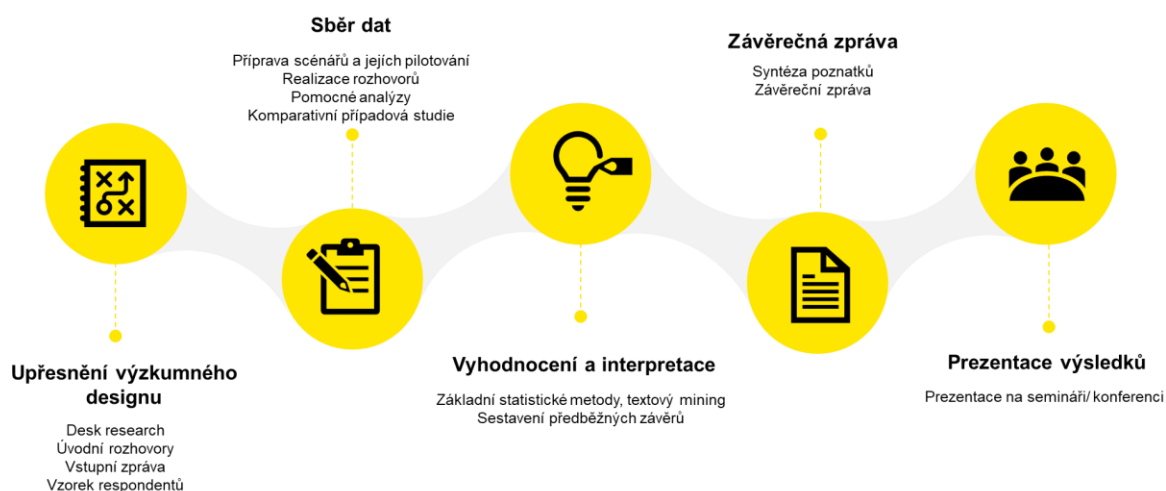 Sběr dat
Příprava scénářů a jejích pilotování
Realizace rozhovorů
Pomocné analýzy
Komparativní případová studie
Závěrečná zpráva
Syntéza poznatků
Závěreční zpráva
Upřesnění výzkumného
designu
Desk research
Úvodní rozhovory
Vstupní zpráva
Vzorek respondentů
Vyhodnocení a interpretace
Základní statistické metody, textový mining
Sestavení předběžných závěrů
Prezentace výsledků
Prezentace na semináři/ konferenci